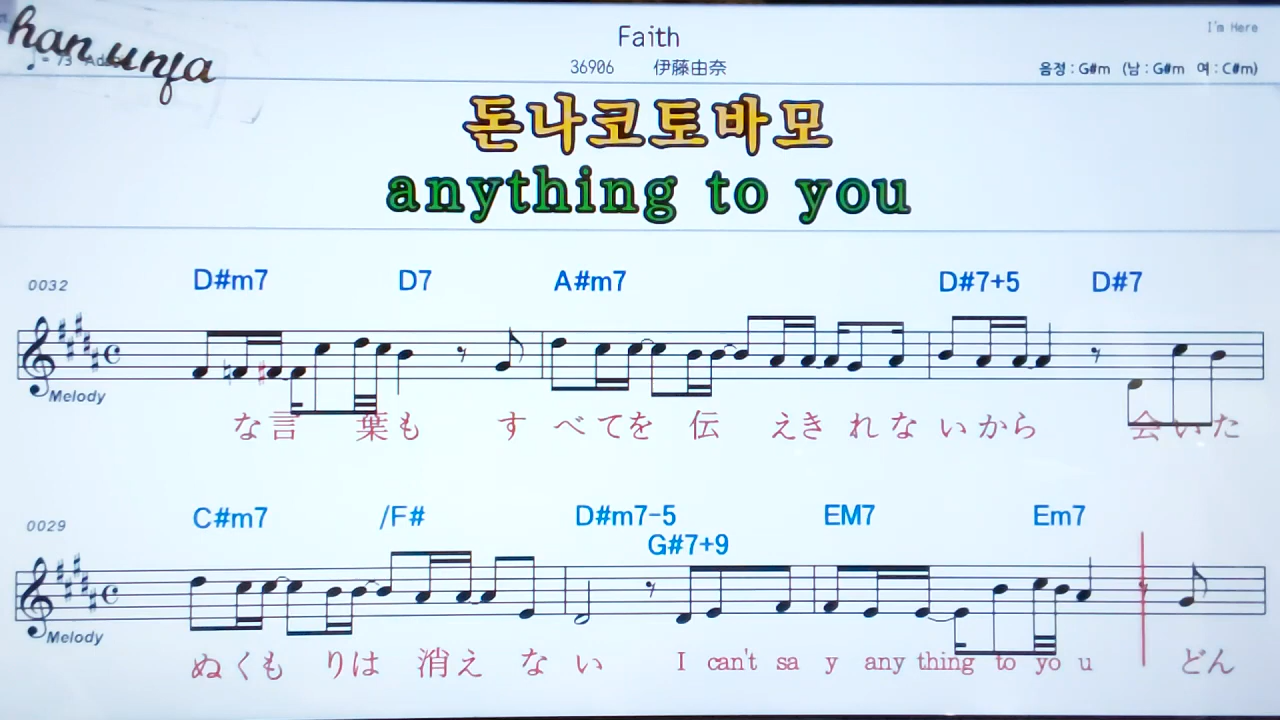 han unja
Faith
I'm Here
36906 伊藤由奈
음정 : G#m (남 : G#m 여 : C#m)
돈나코토바모
anything to you
0032 D#m7 D7 A#m7 D#7+5 D#7
Melody
な言葉も すべてを伝えきれないから 会いた
0029 C#m7 /F# D#m7-5 EM7 Em7
G#7+9
Melody
ぬくもりは消えない I can't sa y any thing to yo u どん